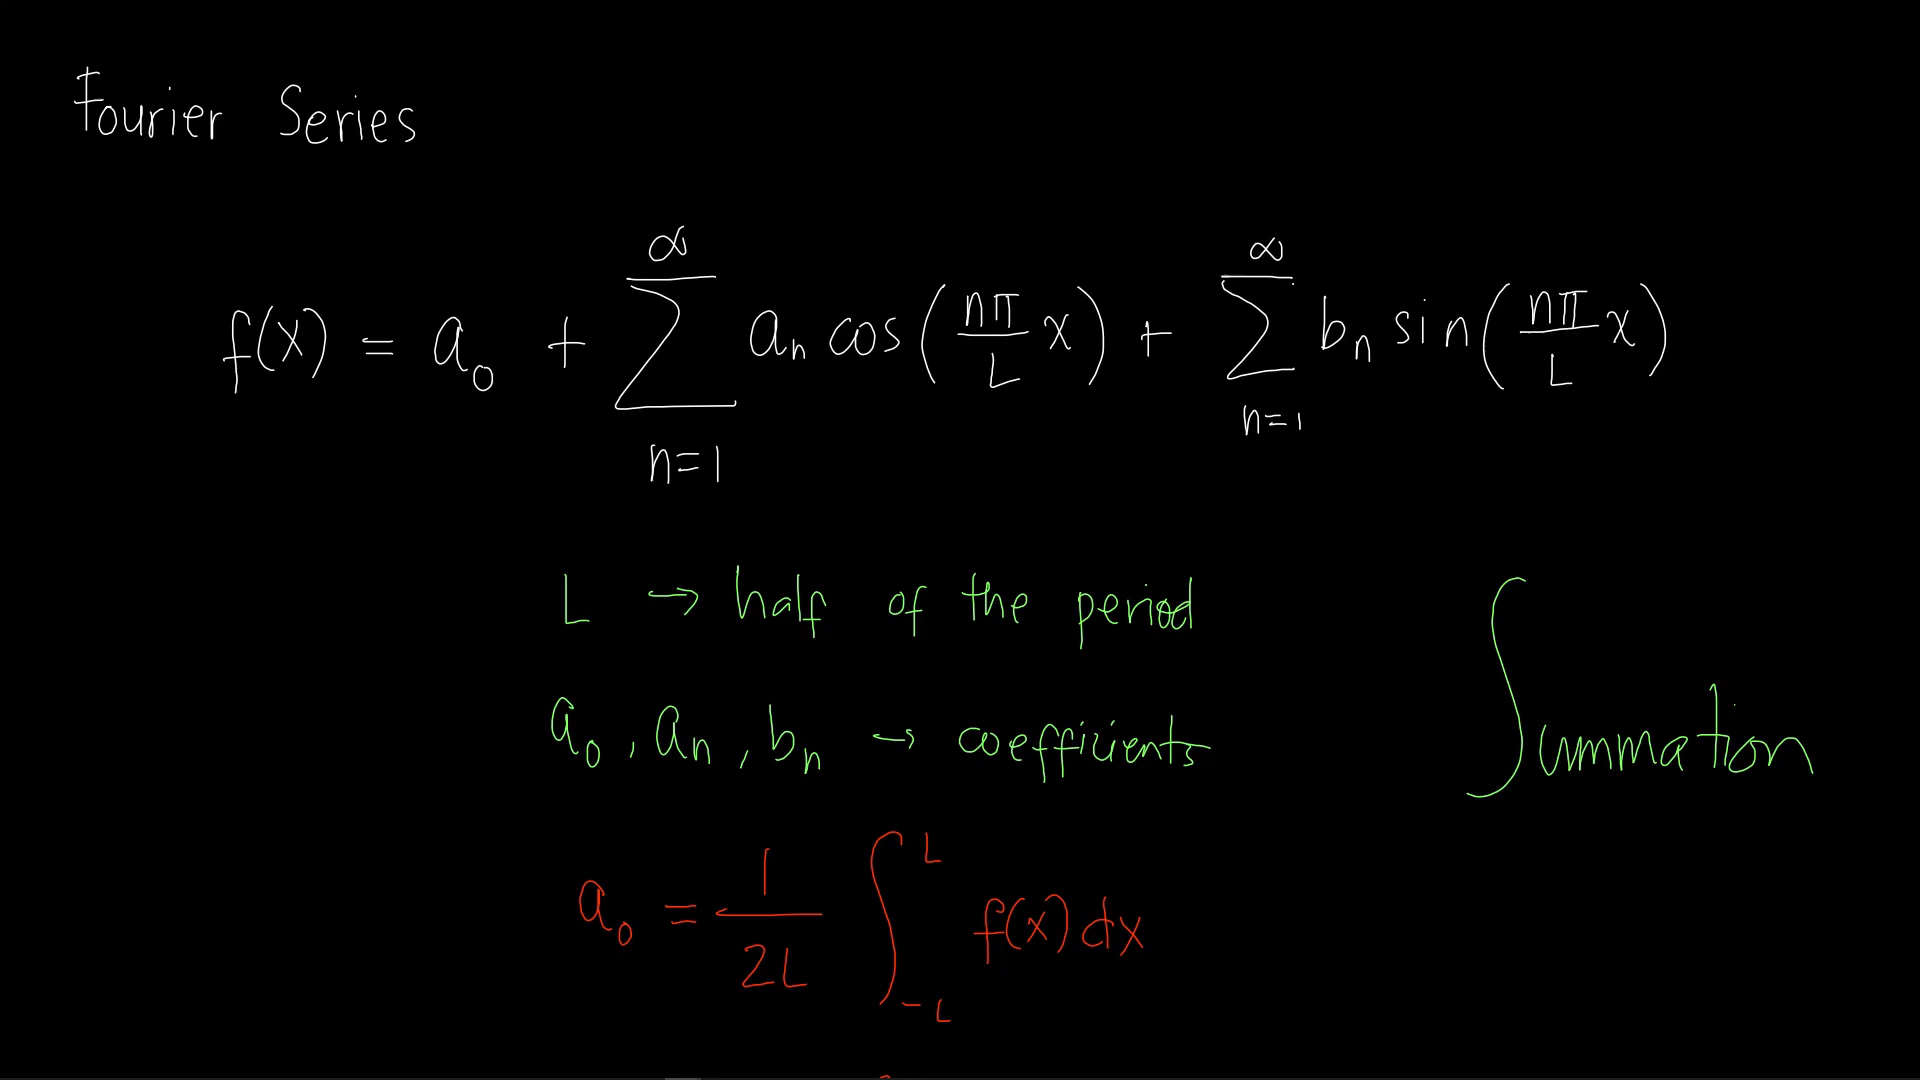 Fourier Series
f(x) = a₀ + ∑_{n=1}^{∞} aₙ cos(nπ/L x) + ∑_{n=1}^{∞} bₙ sin(nπ/L x)
L → half of the period
a₀, aₙ, bₙ → coefficients
∫ummation
a₀ = 1/2L ∫_{-L}^{L} f(x) dx